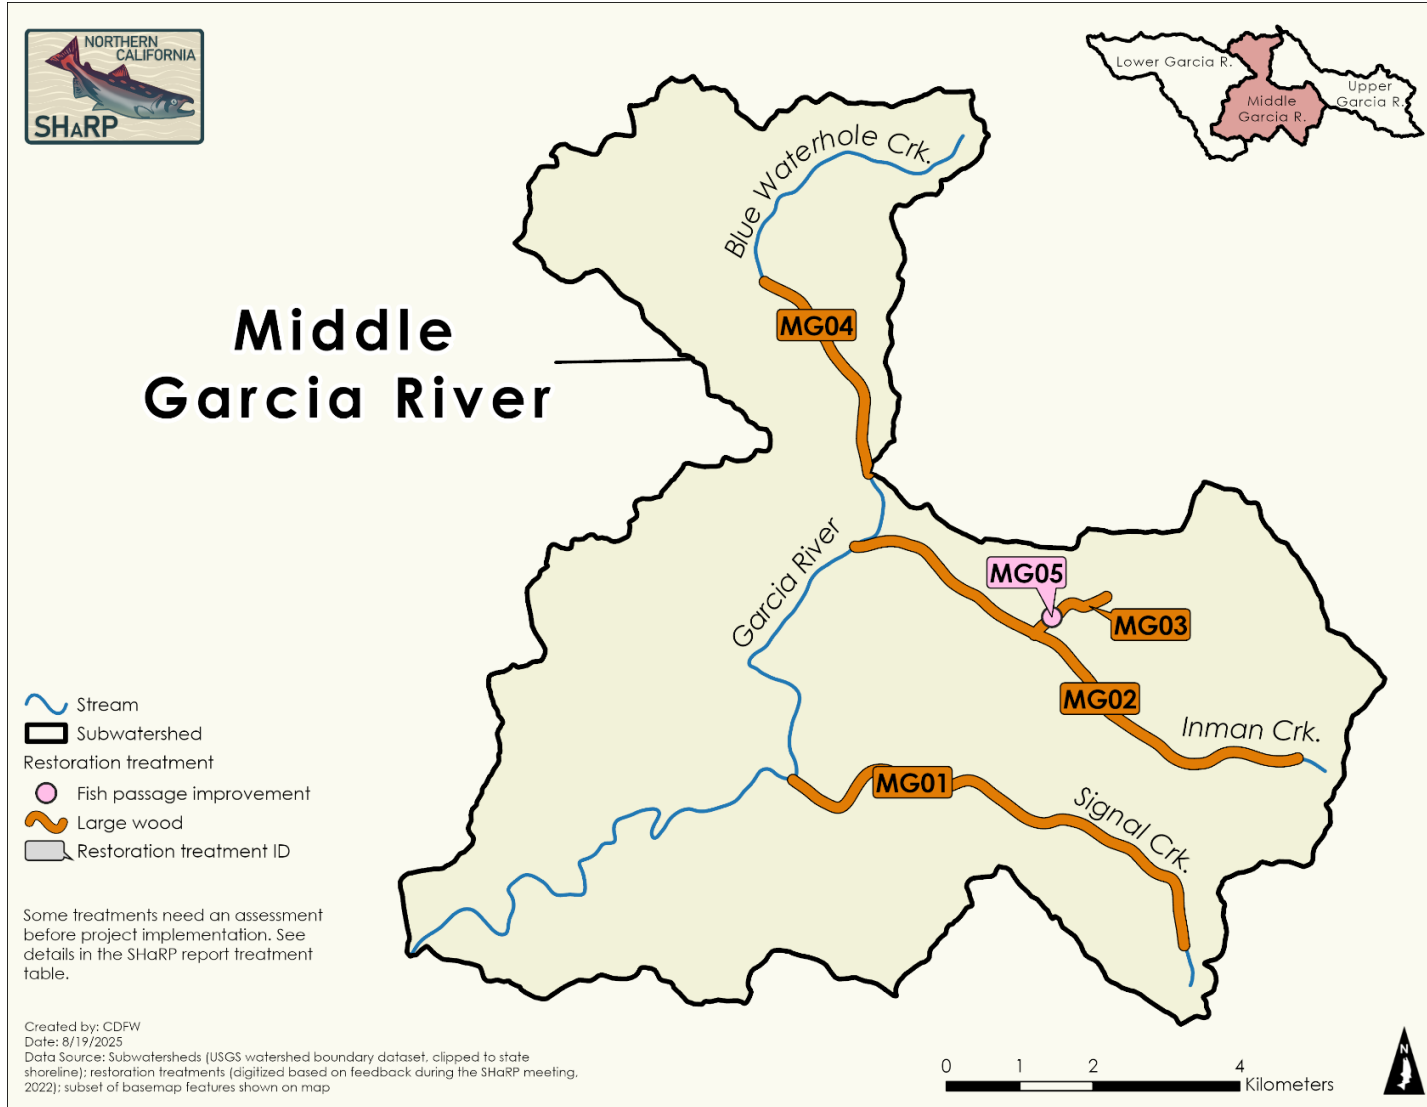 NORTHERN
CALIFORNIA
SHaRP
Lower Garcia R.
Middle
Garcia R.
Upper
Garcia R.
Blue Waterhole Crk.
Middle
Garcia River
MG04
Garcia River
MG05
MG03
MG02
Inman Crk.
MG01
Signal Crk.
Stream
Subwatershed
Restoration treatment
Fish passage improvement
Large wood
Restoration treatment ID
Some treatments need an assessment
before project implementation. See
details in the SHaRP report treatment
table.
Created by: CDFW
Date: 8/19/2025
Data Source: Subwatersheds (USGS watershed boundary dataset, clipped to state
shoreline); restoration treatments (digitized based on feedback during the SHaRP meeting,
2022); subset of basemap features shown on map
0 1 2 4
Kilometers
N